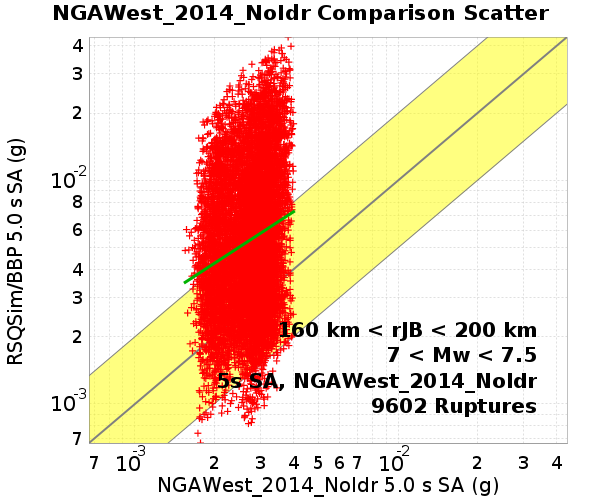 NGAWest_2014_NoIdr Comparison Scatter
RSQSim/BBP 5.0 s SA (g)
4
3
2
10-2
8
6
4
3
2
10-3
7
160 km < rJB < 200 km
7 < Mw < 7.5
5s SA, NGAWest_2014_NoIdr
9602 Ruptures
7 10-3 2 3 4 5 6 7 10-2 2 3 4
NGAWest_2014_NoIdr 5.0 s SA (g)